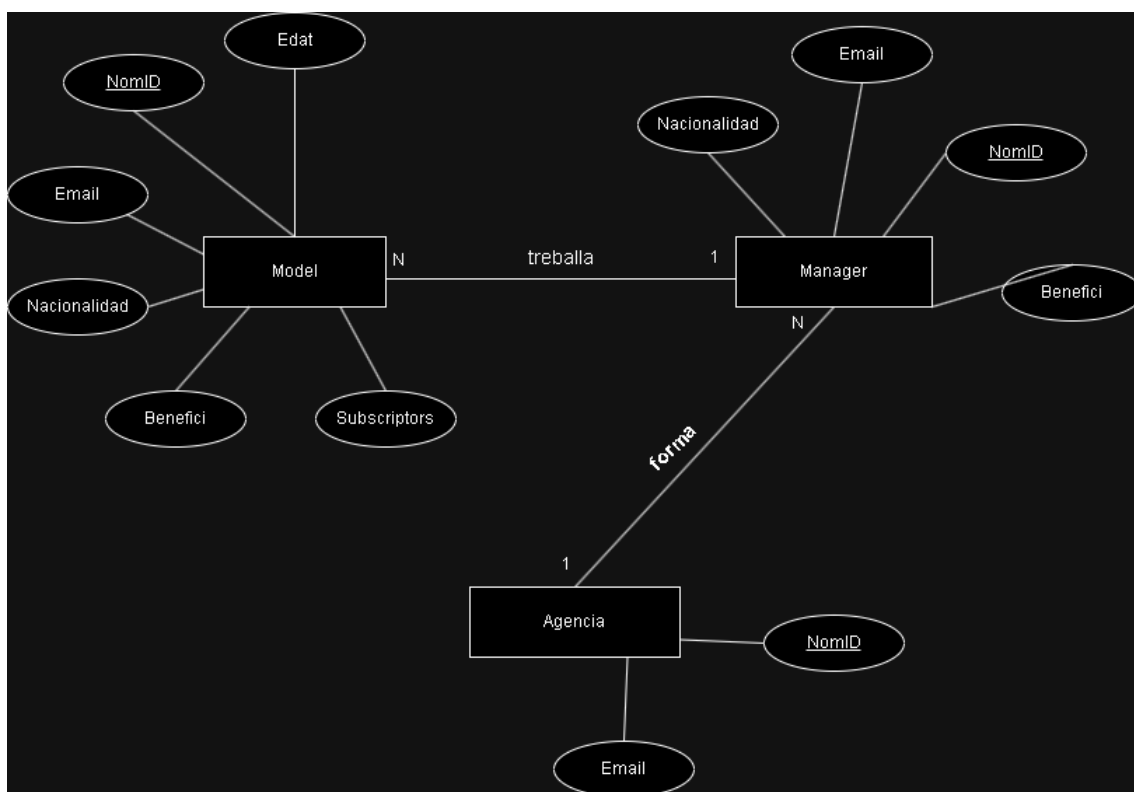 Edat
Email
NomID
Nacionalidad
NomID
Email
N
treballa
1
Model
Manager
Nacionalidad
Benefici
N
Benefici
Subscriptors
forma
1
Agencia
NomID
Email